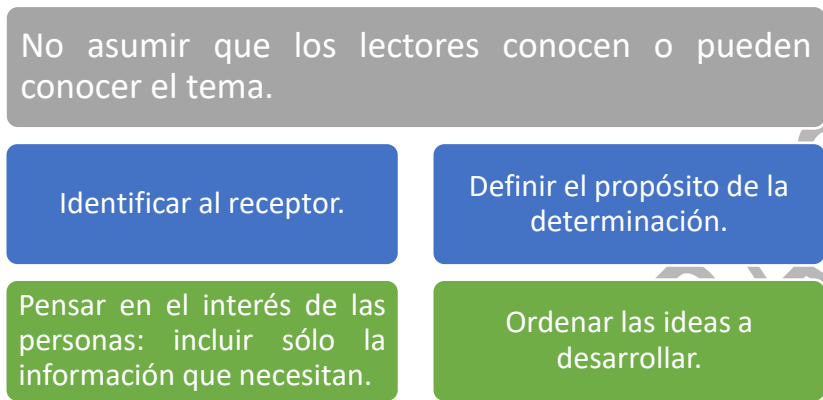 No asumir que los lectores conocen o pueden
conocer el tema.
Identificar al receptor.
Definir el propósito de la
determinación.
Pensar en el interés de las
personas: incluir sólo la
información que necesitan.
Ordenar las ideas a
desarrollar.